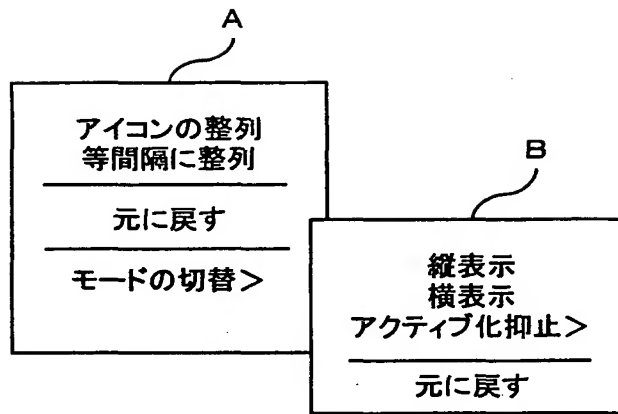 A
アイコンの整列
等間隔に整列
元に戻す
モードの切替>
B
縦表示
横表示
アクティブ化抑止>
元に戻す